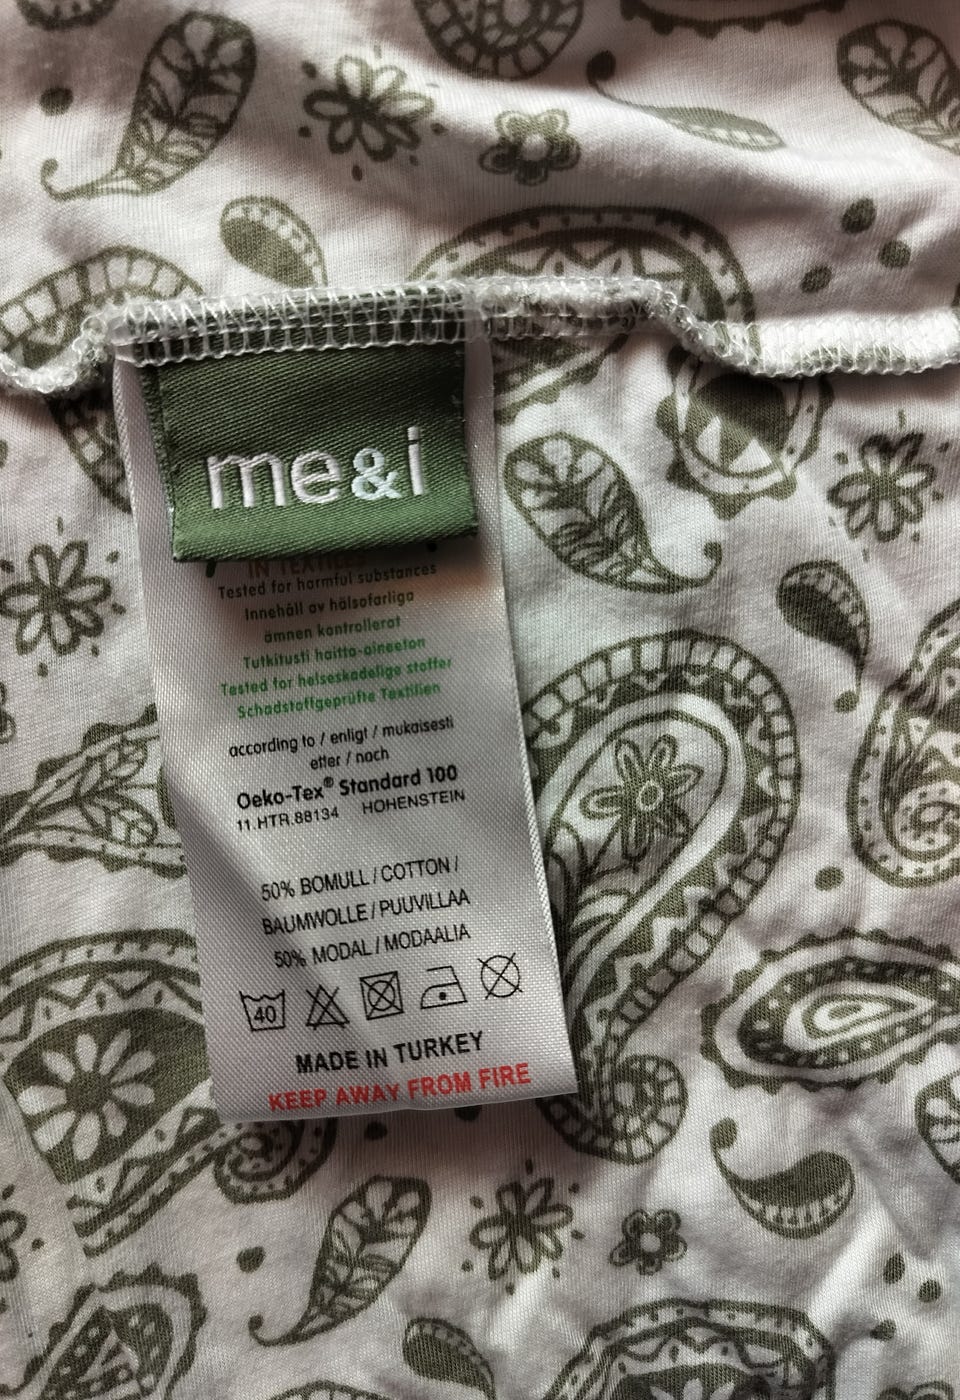 me&i
IN TEXTILES
Tested for harmful substances
Innehåll av hälsofarliga
ämnen kontrollerat
Tutkitusti haitta-aineeton
Tested for helseskadelige stoffer
Schadstoffgeprüfte Textilien
according to / enligt / mukaisesti
etter / nach
Oeko-Tex® Standard 100
11.HTR.88134 HOHENSTEIN
50% BOMULL / COTTON /
BAUMWOLLE / PUUVILLAA
50% MODAL / MODAALIA
40
MADE IN TURKEY
KEEP AWAY FROM FIRE